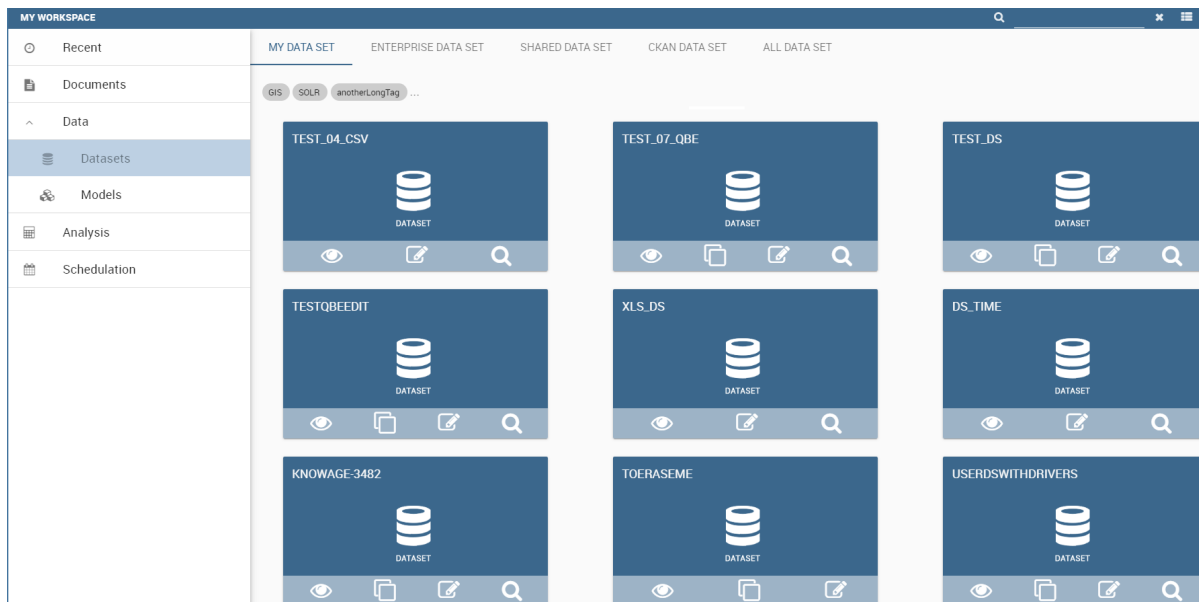 MY WORKSPACE
Recent
Documents
Data
Datasets
Models
Analysis
Schedulation
MY DATA SET ENTERPRISE DATA SET SHARED DATA SET CKAN DATA SET ALL DATA SET
GIS SOLR anotherLongTag ...
TEST_04_CSV TEST_07_QBE TEST_DS
DATASET DATASET DATASET
TESTQBEEDIT XLS_DS DS_TIME
DATASET DATASET DATASET
KNOWAGE-3482 TOERASEME USERDSWITHDRIVERS
DATASET DATASET DATASET